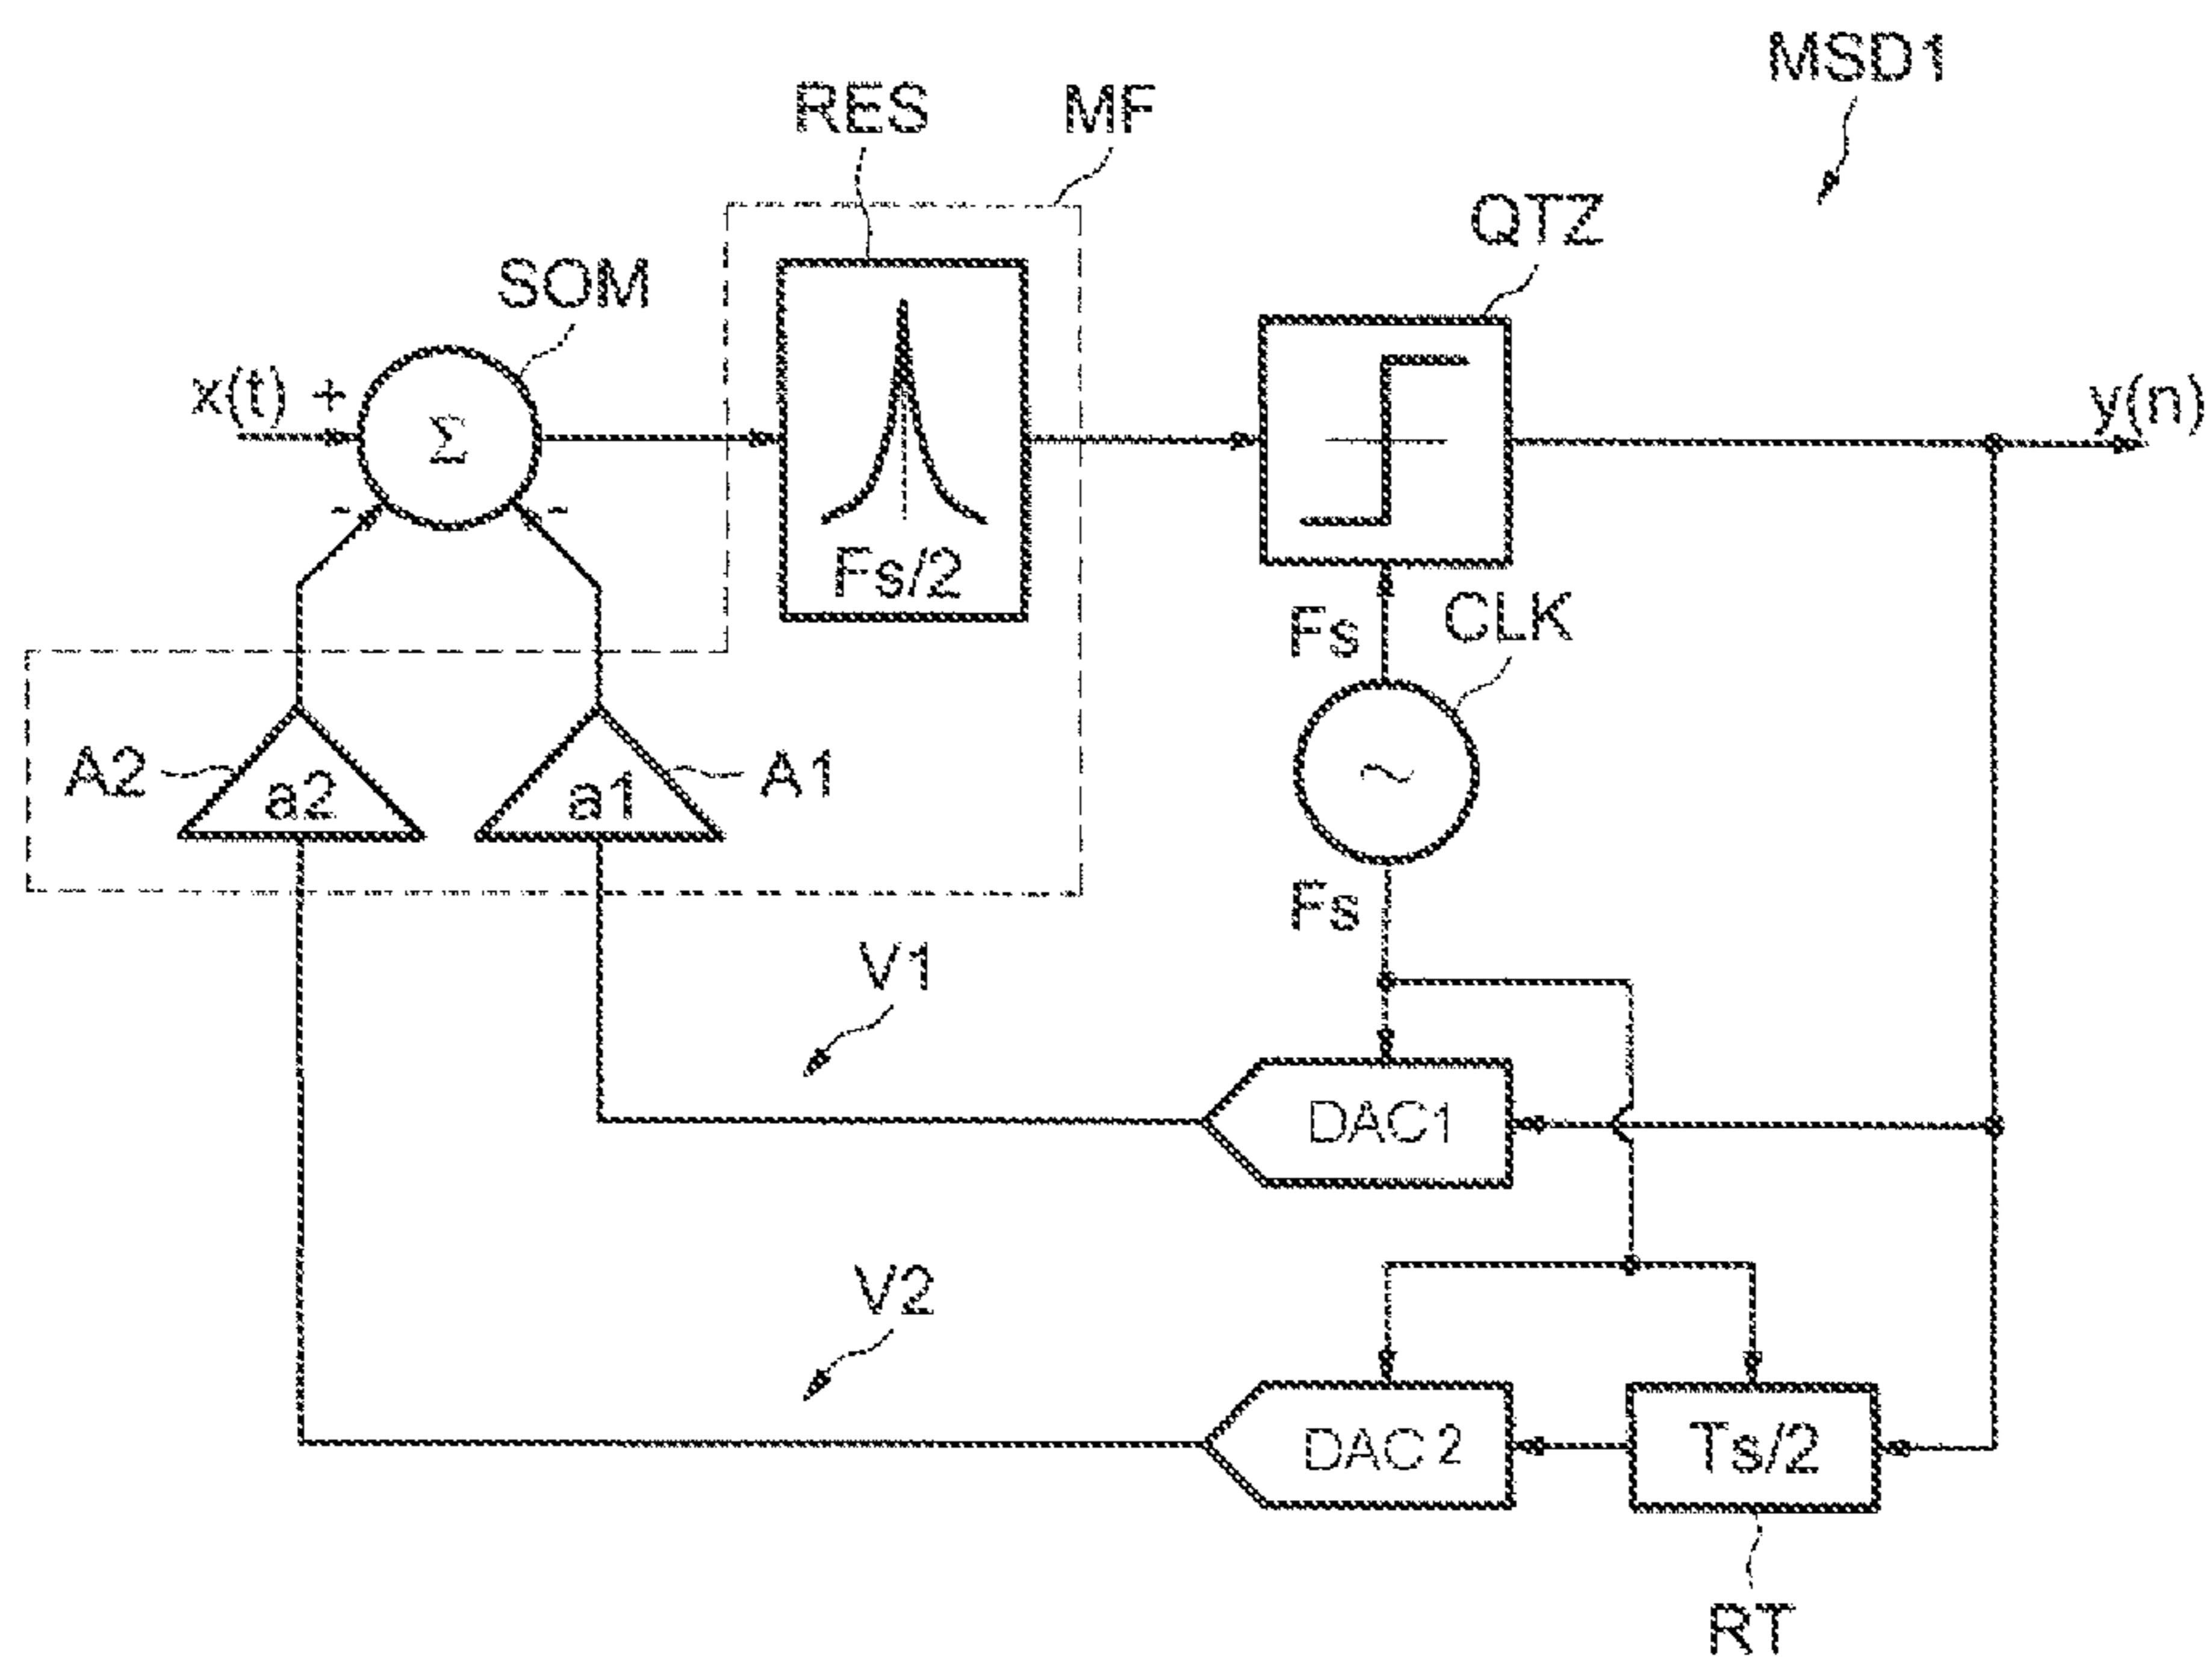 MSD1
RES
MF
QTZ
SOM
x(t) +
Σ
y(n)
- -
Fs/2
Fs
CLK
~
A2
a2
a1
A1
Fs
V1
DAC1
V2
DAC 2
Ts/2
RT